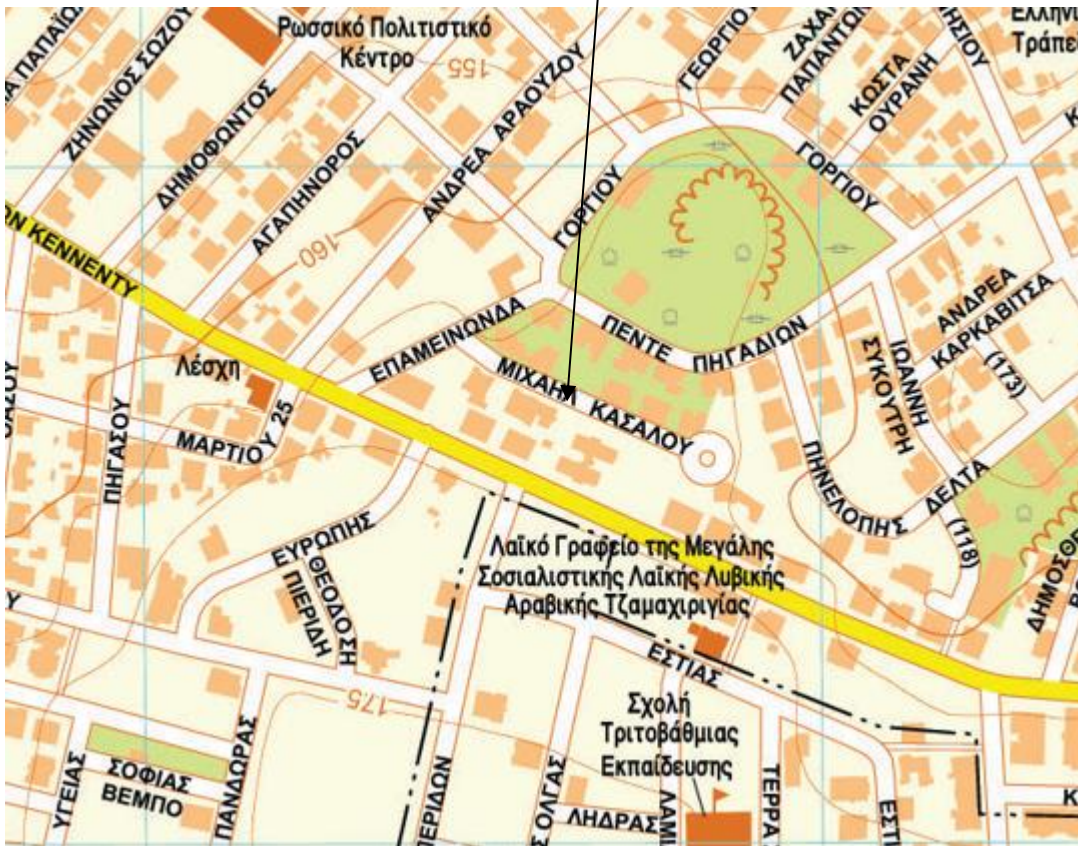 Ρωσσικό Πολιτιστικό
Κέντρο
155
ΖΗΝΩΝΟΣ ΣΩΖΟΥ
ΔΗΜΟΦΩΝΤΟΣ
ΑΓΑΠΗΝΟΡΟΣ
ΑΝΔΡΕΑ ΑΡΑΟΥΖΟΥ
ΓΕΩΡΓΙΟΥ
ΠΑΠΑΝΤΩΝ
ΚΩΣΤΑ
ΟΥΡΑΝΗ
ΓΟΡΓΙΟΥ
ΓΟΡΓΙΟΥ
160
ΚΕΝΝΕΝΤΥ
Λέσχη
ΕΠΑΜΕΙΝΩΝΔΑ
ΠΕΝΤΕ
ΠΗΓΑΔΙΩΝ
ΜΙΧΑΗΛ ΚΑΣΑΛΟΥ
ΙΩΑΝΝΗ
ΣΥΚΟΥΤΡΗ
ΑΝΔΡΕΑ
ΚΑΡΚΑΒΙΤΣΑ
(173)
ΜΑΡΤΙΟΥ 25
ΠΗΓΑΣΟΥ
ΠΗΝΕΛΟΠΗΣ
ΔΕΛΤΑ
(118)
ΕΥΡΩΠΗΣ
ΘΕΟΔΟΣΗ
ΠΙΕΡΙΔΗ
Λαϊκό Γραφείο της Μεγάλης
Σοσιαλιστικής Λαϊκής Λυβικής
Αραβικής Τζαμαχιριγίας
ΕΣΤΙΑΣ
175
Σχολή
Τριτοβάθμιας
Εκπαίδευσης
ΣΟΦΙΑΣ
ΒΕΜΠΟ
ΥΓΕΙΑΣ
ΠΑΝΔΩΡΑΣ
ΠΕΡΙΔΩΝ
Σ ΟΛΓΑΣ
ΛΗΔΡΑΣ
ΛΑΜΙ
ΤΕΡΡΑ
ΕΣΤΙ